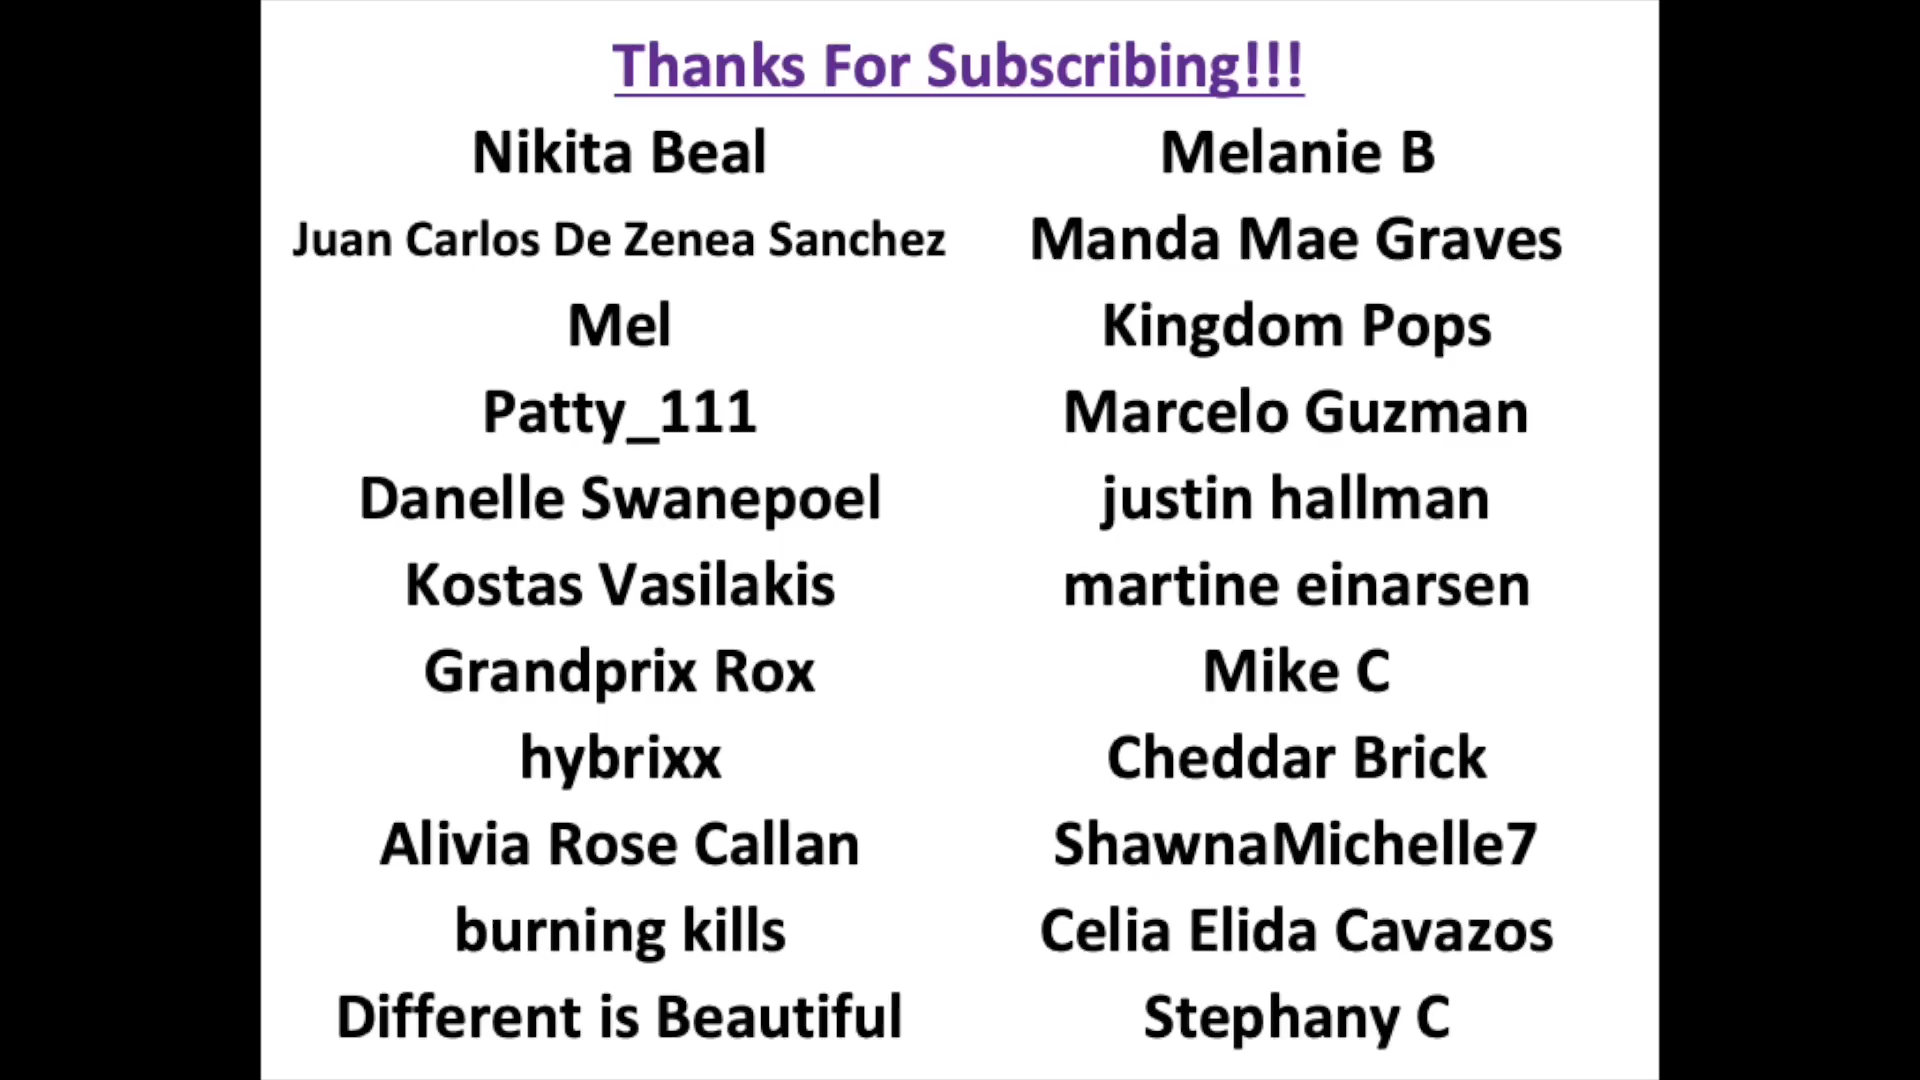 Thanks For Subscribing!!!
Nikita Beal
Melanie B
Juan Carlos De Zenea Sanchez
Manda Mae Graves
Mel
Kingdom Pops
Patty_111
Marcelo Guzman
Danelle Swanepoel
justin hallman
Kostas Vasilakis
martine einarsen
Grandprix Rox
Mike C
hybrixx
Cheddar Brick
Alivia Rose Callan
ShawnaMichelle7
burning kills
Celia Elida Cavazos
Different is Beautiful
Stephany C